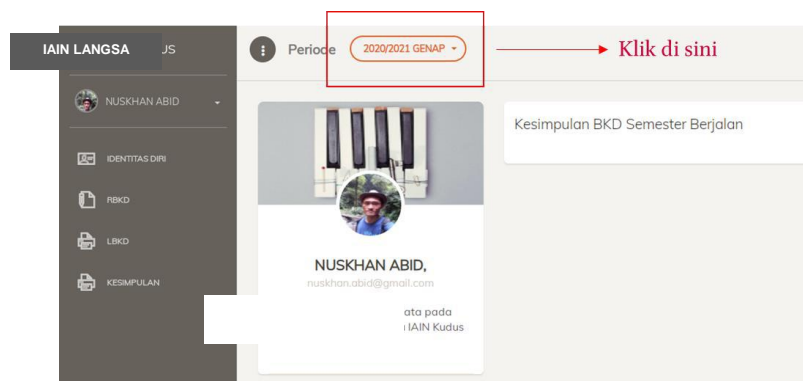 IAIN LANGSA
US
Periode
2020/2021 GENAP
Klik di sini
NUSKHAN ABID
Kesimpulan BKD Semester Berjalan
IDENTITAS DIRI
RBKD
LBKD
KESIMPULAN
NUSKHAN ABID,
nuskhan.abid@gmail.com
ata pada
IAIN Kudus